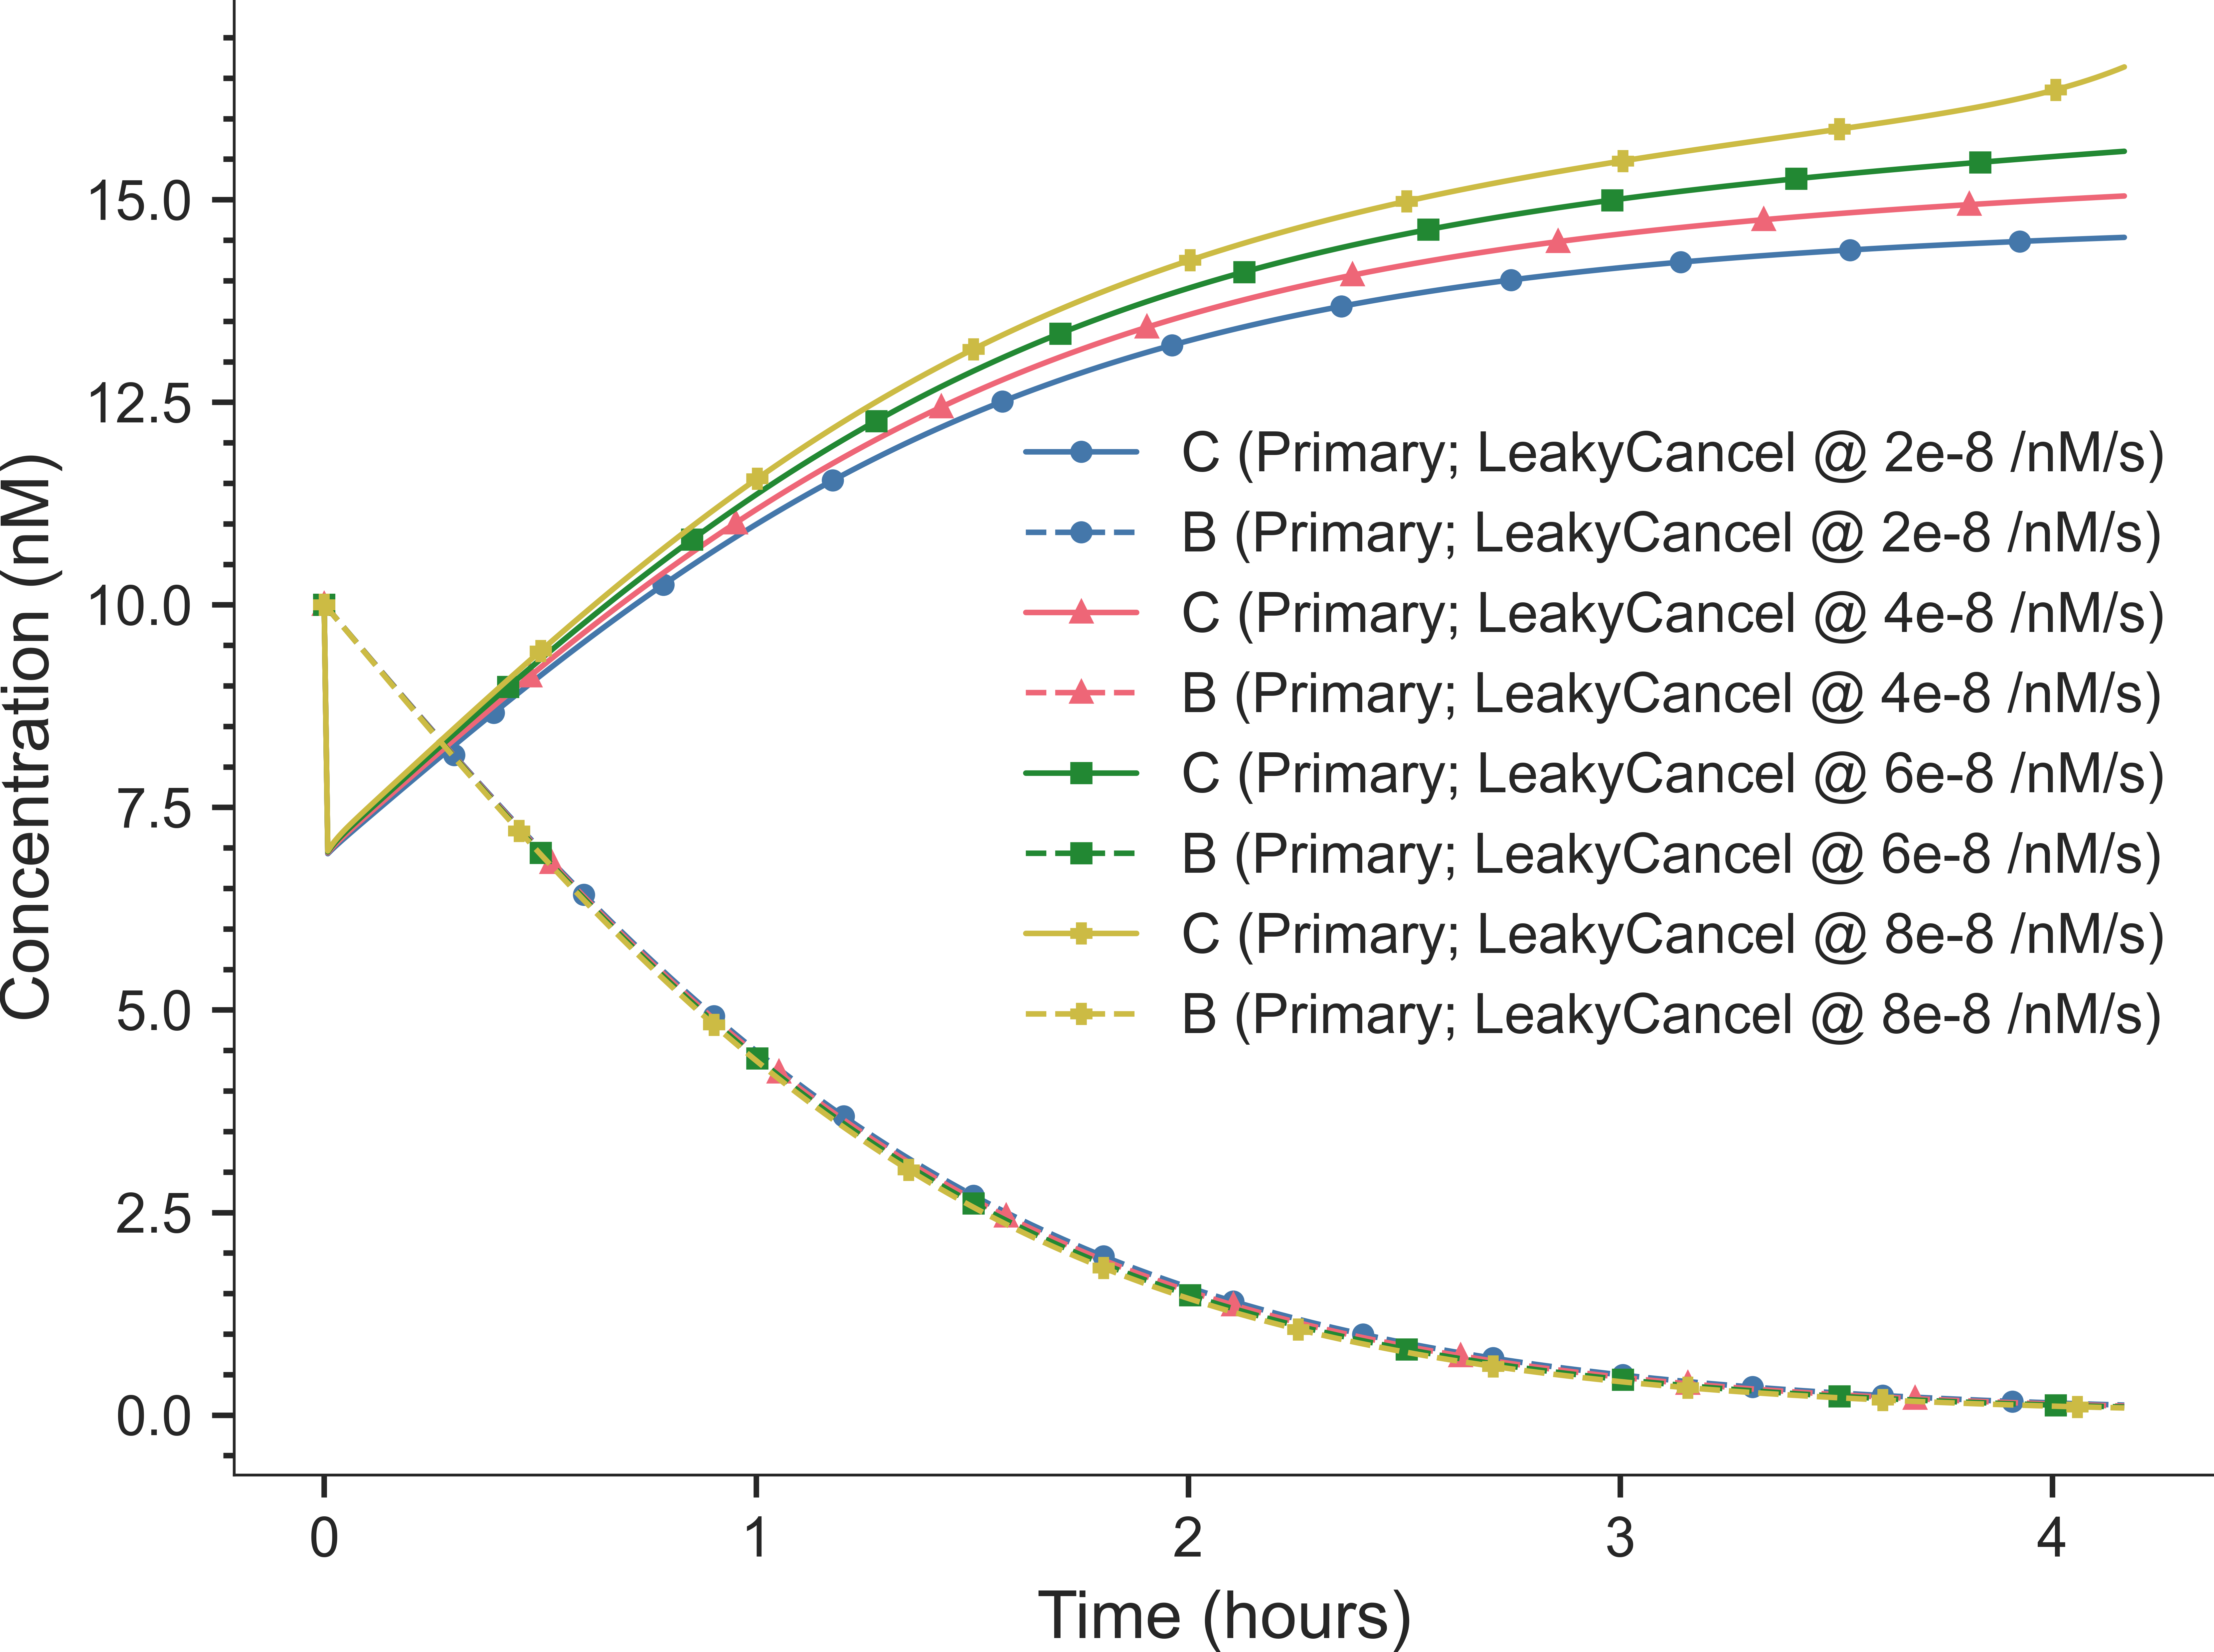 Concentration (nM)
15.0
12.5
10.0
7.5
5.0
2.5
0.0
C (Primary; LeakyCancel @ 2e-8 /nM/s)
B (Primary; LeakyCancel @ 2e-8 /nM/s)
C (Primary; LeakyCancel @ 4e-8 /nM/s)
B (Primary; LeakyCancel @ 4e-8 /nM/s)
C (Primary; LeakyCancel @ 6e-8 /nM/s)
B (Primary; LeakyCancel @ 6e-8 /nM/s)
C (Primary; LeakyCancel @ 8e-8 /nM/s)
B (Primary; LeakyCancel @ 8e-8 /nM/s)
0 1 2 3 4
Time (hours)